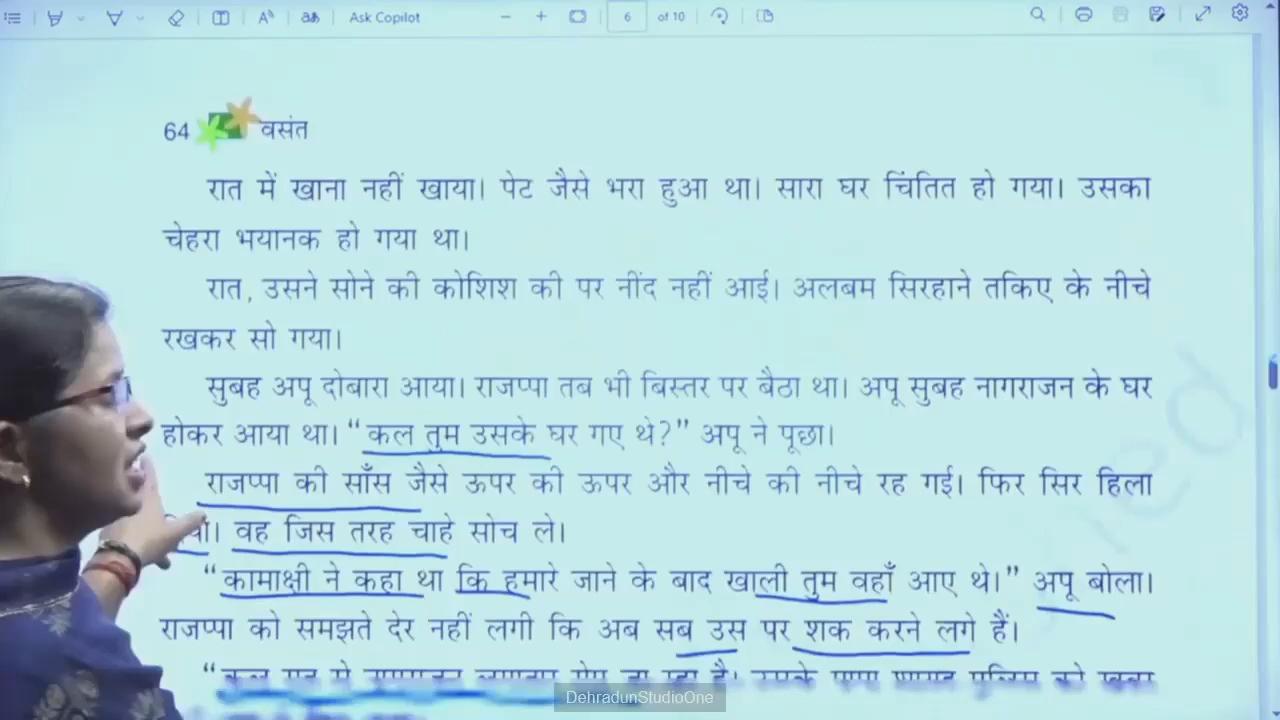 Ask Copilot
6 of 10
64 वसंत
रात में खाना नहीं खाया। पेट जैसे भरा हुआ था। सारा घर चिंतित हो गया। उसका
चेहरा भयानक हो गया था।
रात, उसने सोने की कोशिश की पर नींद नहीं आई। अलबम सिरहाने तकिए के नीचे
रखकर सो गया।
सुबह अपू दोबारा आया। राजप्पा तब भी बिस्तर पर बैठा था। अपू सुबह नागराजन के घर
होकर आया था। “कल तुम उसके घर गए थे?” अपू ने पूछा।
राजप्पा की साँस जैसे ऊपर की ऊपर और नीचे की नीचे रह गई। फिर सिर हिला
वह जिस तरह चाहे सोच ले।
“कामाक्षी ने कहा था कि हमारे जाने के बाद खाली तुम वहाँ आए थे।” अपू बोला।
राजप्पा को समझते देर नहीं लगी कि अब सब उस पर शक करने लगे हैं।
DehradunStudioOne